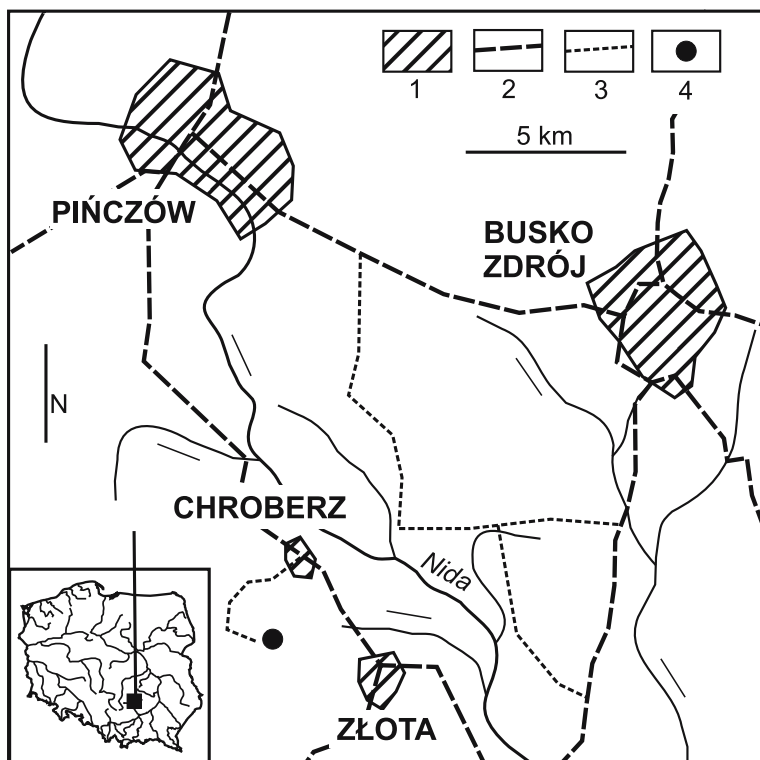 1 2 3 4
5 km
PIŃCZÓW
BUSKO
ZDRÓJ
N
CHROBERZ
Nida
ZŁOTA